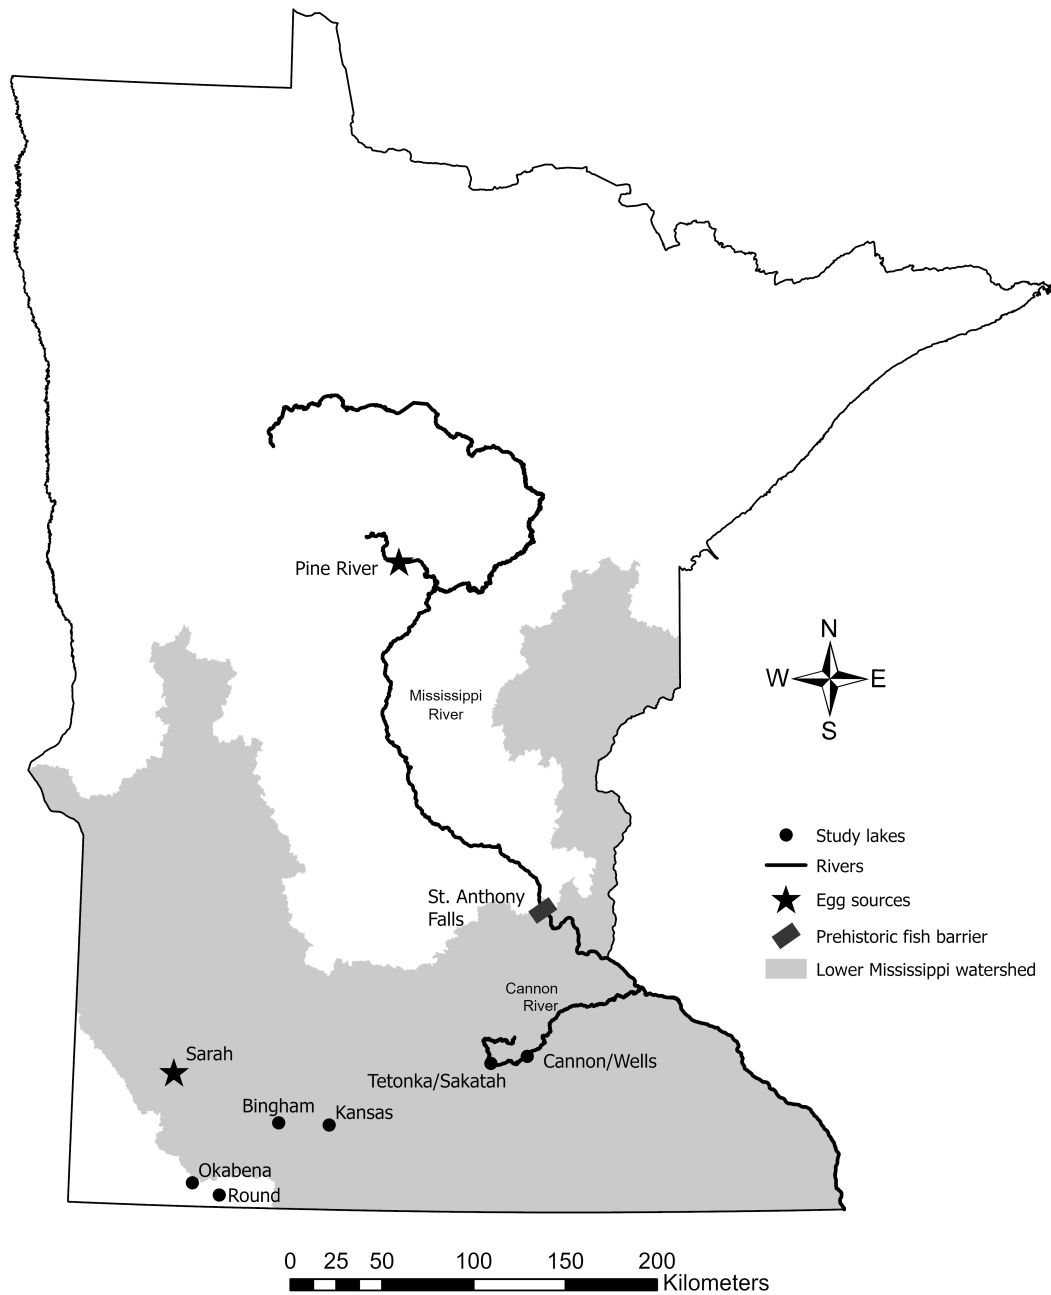 Pine River
Mississippi
River
N
W
E
S
St. Anthony
Falls
Study lakes
Rivers
Egg sources
Prehistoric fish barrier
Lower Mississippi watershed
Cannon
River
Sarah
Cannon/Wells
Tetonka/Sakatah
Bingham
Kansas
Okabena
Round
0 25 50 100 150 200
Kilometers